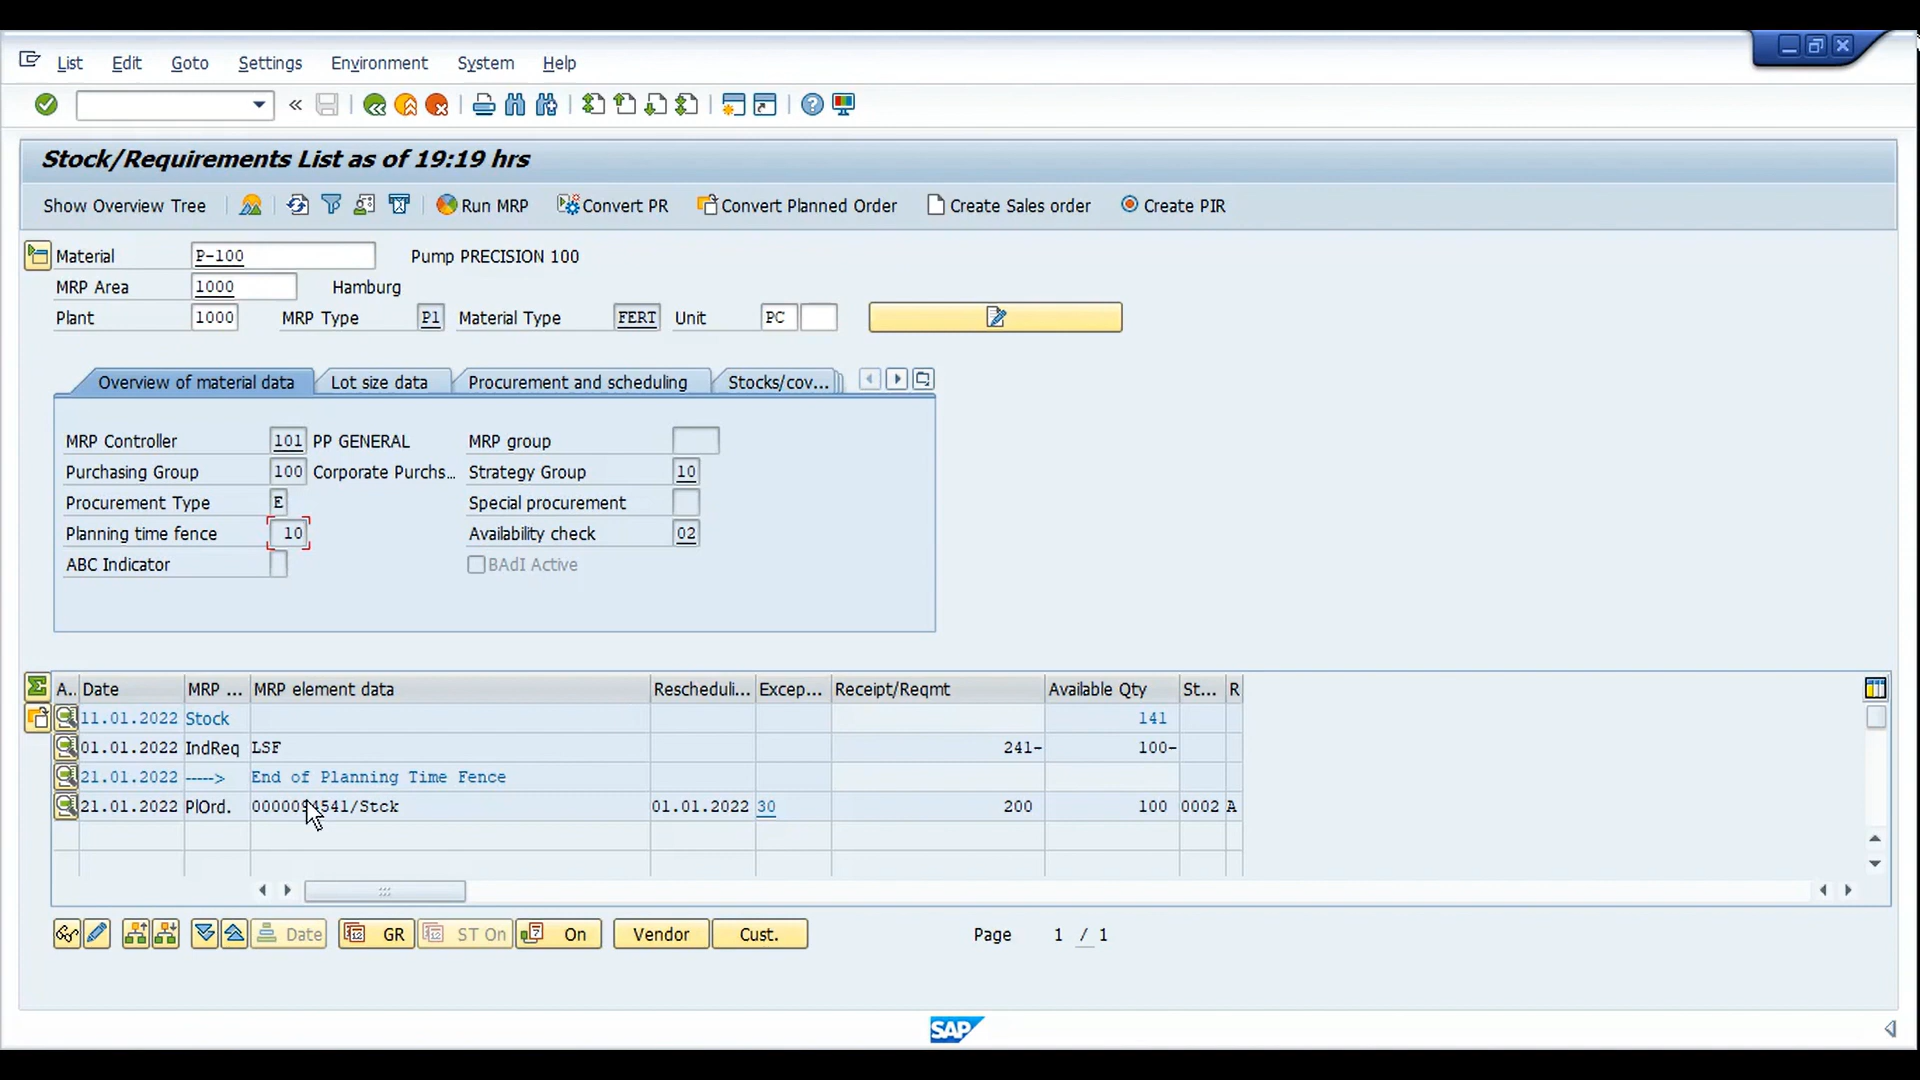 List Edit Goto Settings Environment System Help
Stock/Requirements List as of 19:19 hrs
Show Overview Tree Run MRP Convert PR Convert Planned Order Create Sales order Create PIR
Material P-100 Pump PRECISION 100
MRP Area 1000 Hamburg
Plant 1000 MRP Type P1 Material Type FERT Unit PC
Overview of material data Lot size data Procurement and scheduling Stocks/cov...
MRP Controller 101 PP GENERAL MRP group
Purchasing Group 100 Corporate Purchs... Strategy Group 10
Procurement Type E Special procurement
Planning time fence 10 Availability check 02
ABC Indicator BAdI Active
A.. Date MRP ... MRP element data Rescheduli... Excep... Receipt/Reqmt Available Qty St... R
11.01.2022 Stock 141
01.01.2022 IndReq LSF 241- 100-
21.01.2022 -----> End of Planning Time Fence
21.01.2022 PlOrd. 01.01.2022 30 200 100 0002 A
Date GR ST On On Vendor Cust. Page 1 / 1
SAP